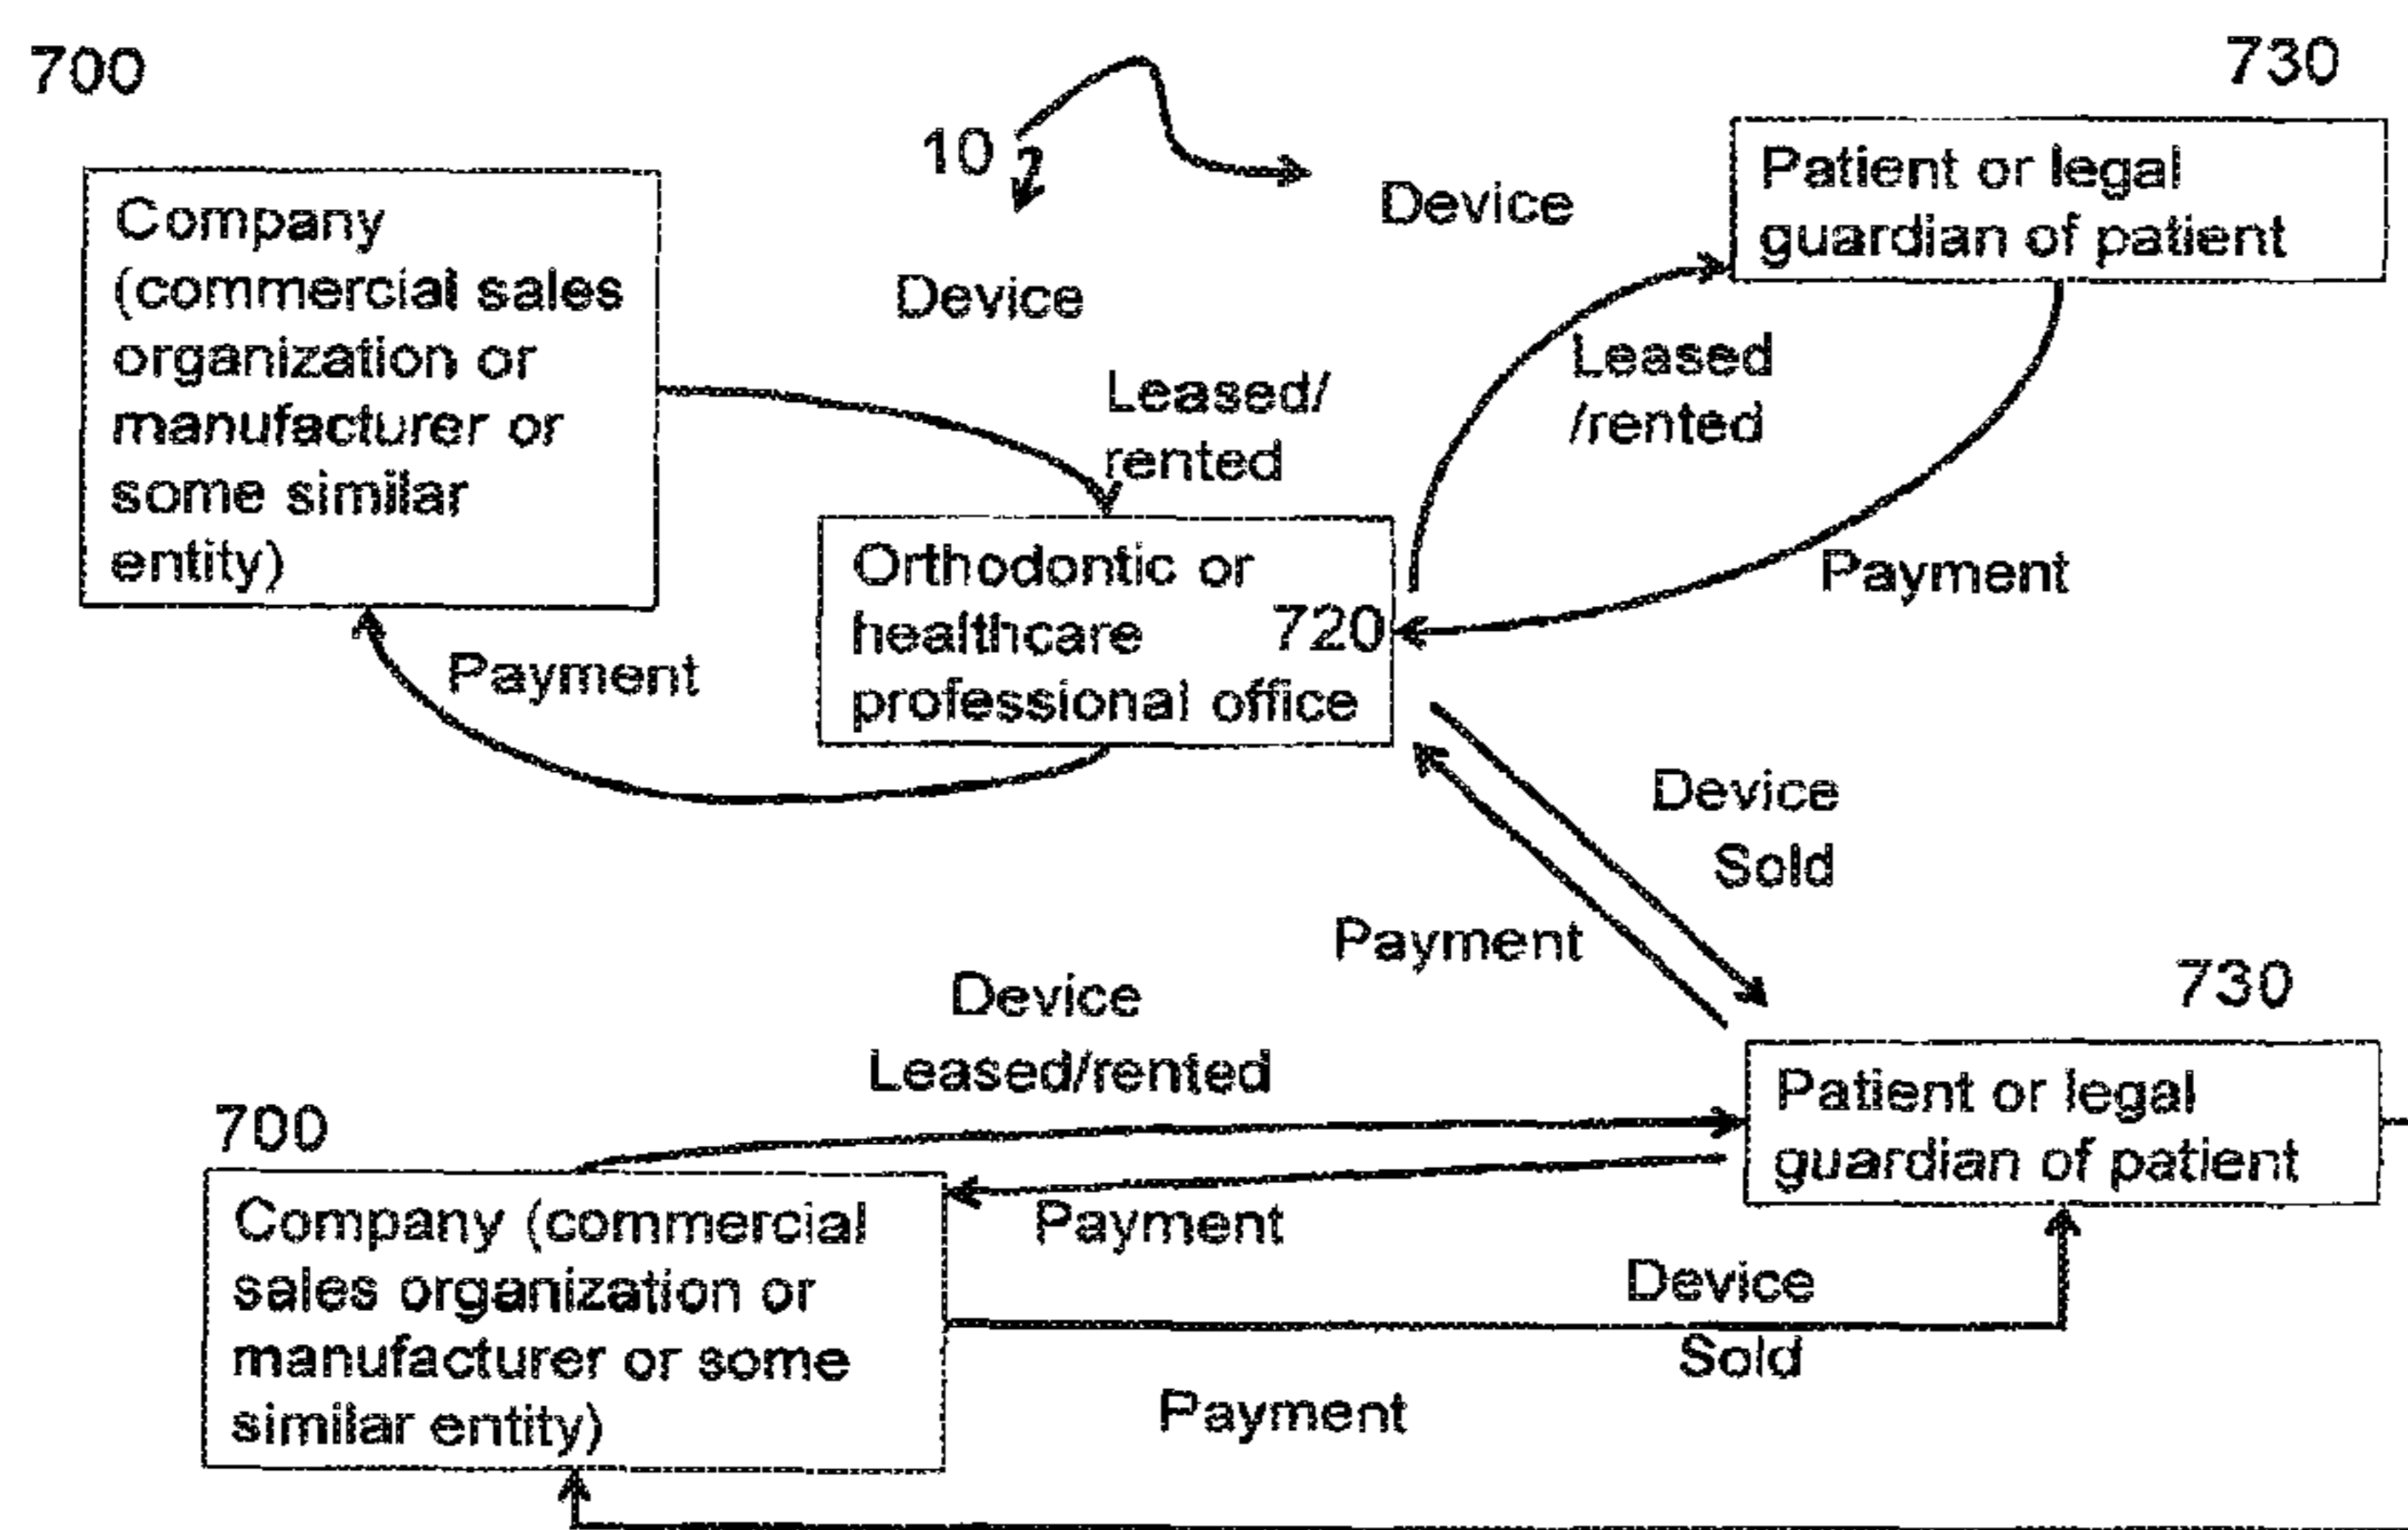 700
730
10
Device
Patient or legal
guardian of patient
Company
(commercial sales
organization or
manufacturer or
some similar
entity)
Device
Leased/
rented
Leased
/rented
Payment
Orthodontic or
healthcare 720
professional office
Payment
Device
Sold
Payment
730
Device
Leased/rented
Patient or legal
guardian of patient
700
Company (commercial
sales organization or
manufacturer or some
similar entity)
Payment
Device
Sold
Payment